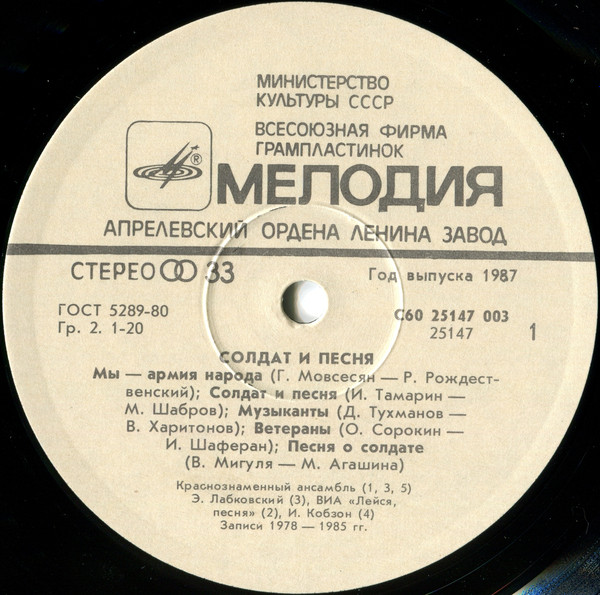 МИНИСТЕРСТВО
КУЛЬТУРЫ СССР
ВСЕСОЮЗНАЯ ФИРМА
ГРАМПЛАСТИНОК
®
МЕЛОДИЯ
АПРЕЛЕВСКИЙ ОРДЕНА ЛЕНИНА ЗАВОД
СТЕРЕО 33
Год выпуска 1987
ГОСТ 5289-80
Гр. 2. 1-20
С60 25147 003
25147
1
СОЛДАТ И ПЕСНЯ
Мы — армия народа (Г. Мовсесян — Р. Рождест-
венский); Солдат и песня (И. Тамарин —
М. Шабров); Музыканты (Д. Тухманов —
В. Харитонов); Ветераны (О. Сорокин —
И. Шаферан); Песня о солдате
(В. Мигуля — М. Агашина)
Краснознаменный ансамбль (1, 3, 5)
Э. Лабковский (3), ВИА «Лейся,
песня» (2), И. Кобзон (4)
Записи 1978 — 1985 гг.